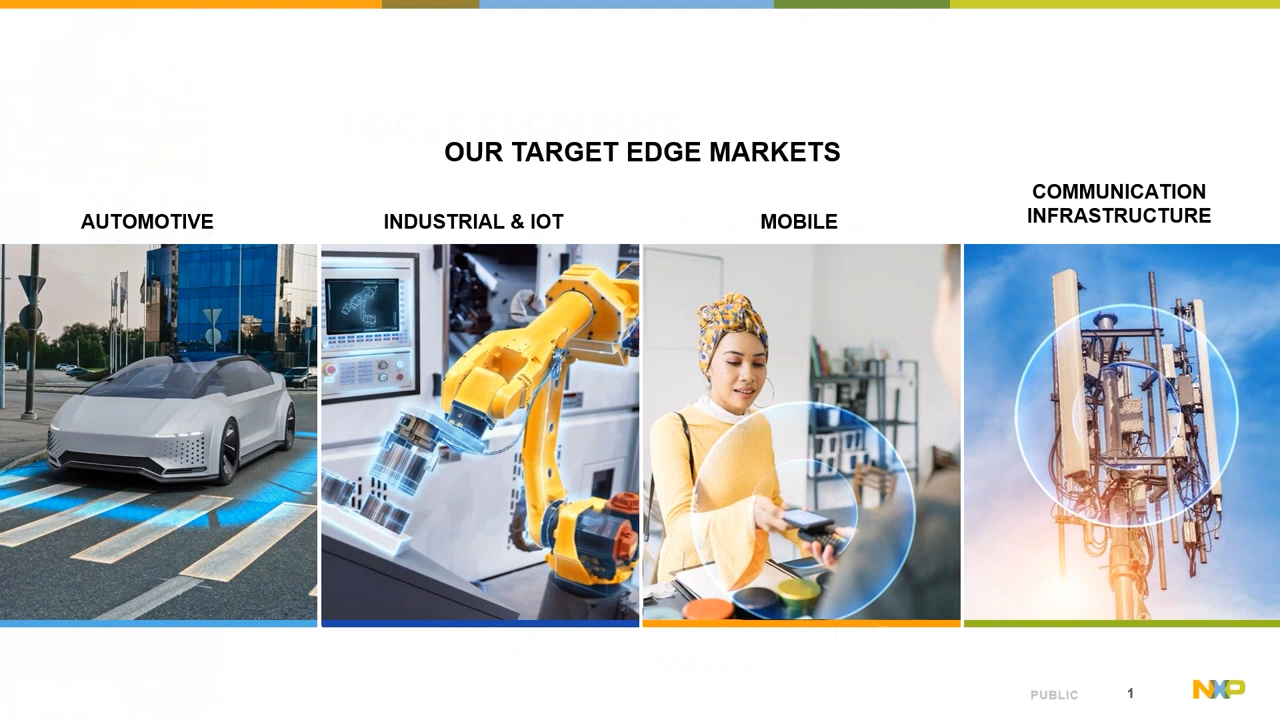 OUR TARGET EDGE MARKETS
AUTOMOTIVE
INDUSTRIAL & IOT
MOBILE
COMMUNICATION
INFRASTRUCTURE
PUBLIC
1
NXP